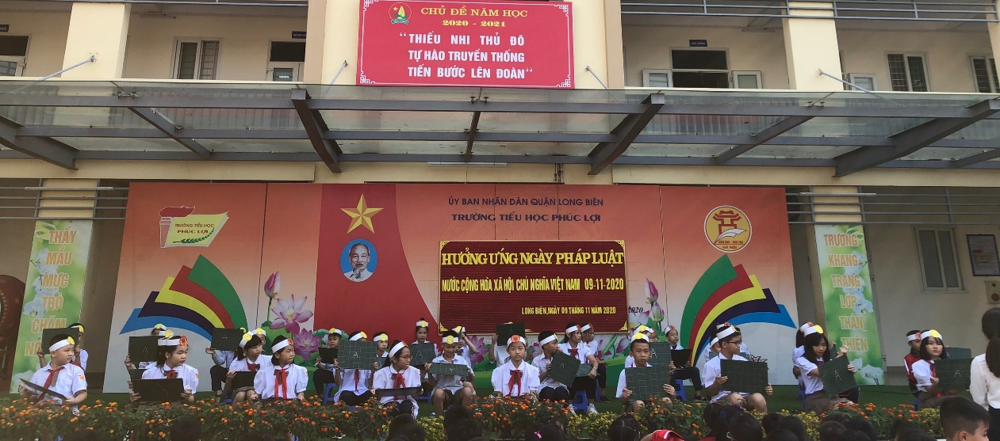 CHỦ ĐỀ NĂM HỌC
2020 - 2021
"THIẾU NHI THỦ ĐÔ
TỰ HÀO TRUYỀN THỐNG
TIẾN BƯỚC LÊN ĐOÀN"
ỦY BAN NHÂN DÂN QUẬN LONG BIÊN
TRƯỜNG TIỂU HỌC PHÚC LỢI
TRƯỜNG TIỂU HỌC
PHÚC LỢI
HƯỞNG ỨNG NGÀY PHÁP LUẬT
NƯỚC CỘNG HÒA XÃ HỘI CHỦ NGHĨA VIỆT NAM 09-11-2020
LONG BIÊN, NGÀY 09 THÁNG 11 NĂM 2020
2020
HÀ NỘI
THẦY
MẪU
MỰC
TRÒ
CHĂM
TRƯỜNG
KHANG
TRANG
LỚP
THÂN
THIỆN